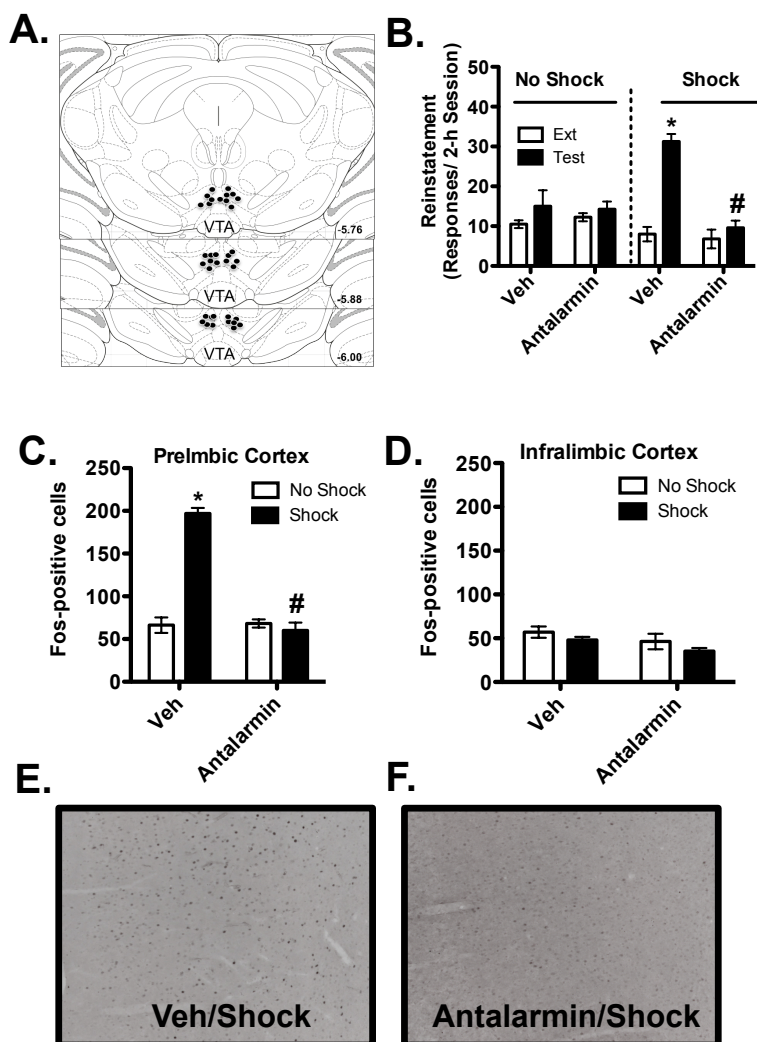 A.
VTA
-5.76
VTA
-5.88
VTA
-6.00
B.
Reinstatement
(Responses/ 2-h Session)
50
40
30
20
10
0
No Shock
Shock
Ext
Test
*
#
Veh
Antalarmin
Veh
Antalarmin
C.
Prelmbic Cortex
Fos-positive cells
250
200
150
100
50
0
No Shock
Shock
*
#
Veh
Antalarmin
D.
Infralimbic Cortex
Fos-positive cells
250
200
150
100
50
0
No Shock
Shock
Veh
Antalarmin
E.
Veh/Shock
F.
Antalarmin/Shock